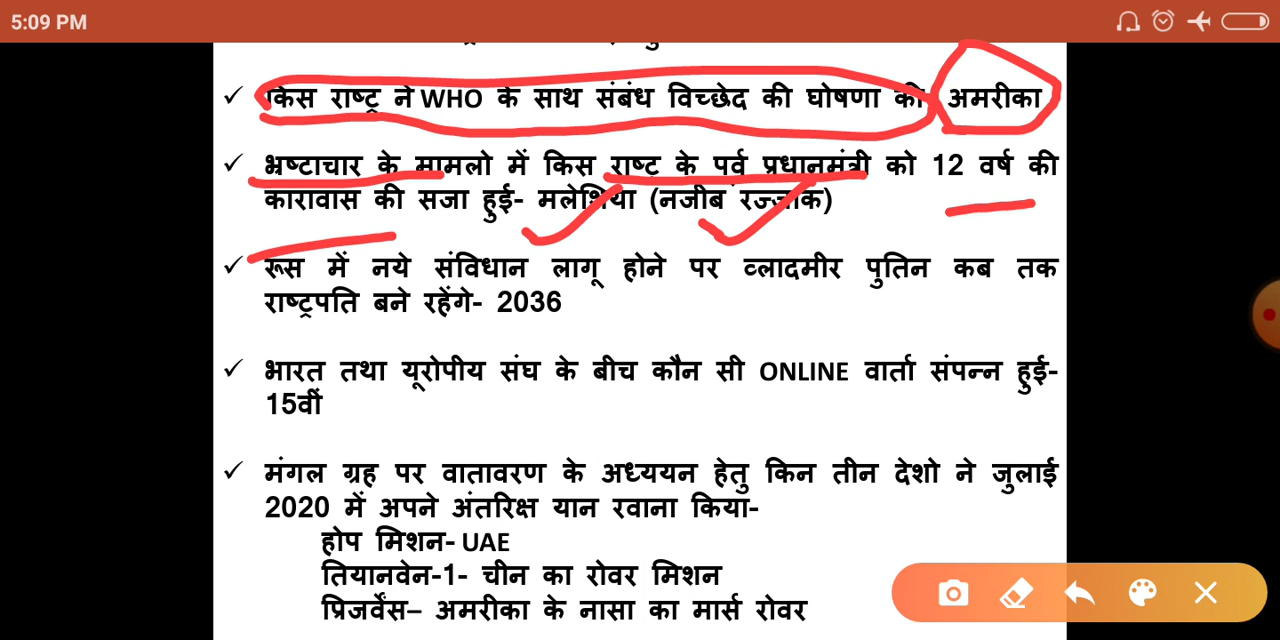 5:09 PM
✓ किस राष्ट्र ने WHO के साथ संबंध विच्छेद की घोषणा की- अमरीका
✓ भ्रष्टाचार के मामलो में किस राष्ट के पर्व प्रधानमंत्री को 12 वर्ष की
कारावास की सजा हुई- मलेशिया (नजीब रज्जाक)
✓ रूस में नये संविधान लागू होने पर व्लादमीर पुतिन कब तक
राष्ट्रपति बने रहेंगे- 2036
✓ भारत तथा यूरोपीय संघ के बीच कौन सी ONLINE वार्ता संपन्न हुई-
15वीं
✓ मंगल ग्रह पर वातावरण के अध्ययन हेतु किन तीन देशो ने जुलाई
2020 में अपने अंतरिक्ष यान रवाना किया-
होप मिशन- UAE
तियानवेन-1- चीन का रोवर मिशन
प्रिजर्वेंस– अमरीका के नासा का मार्स रोवर